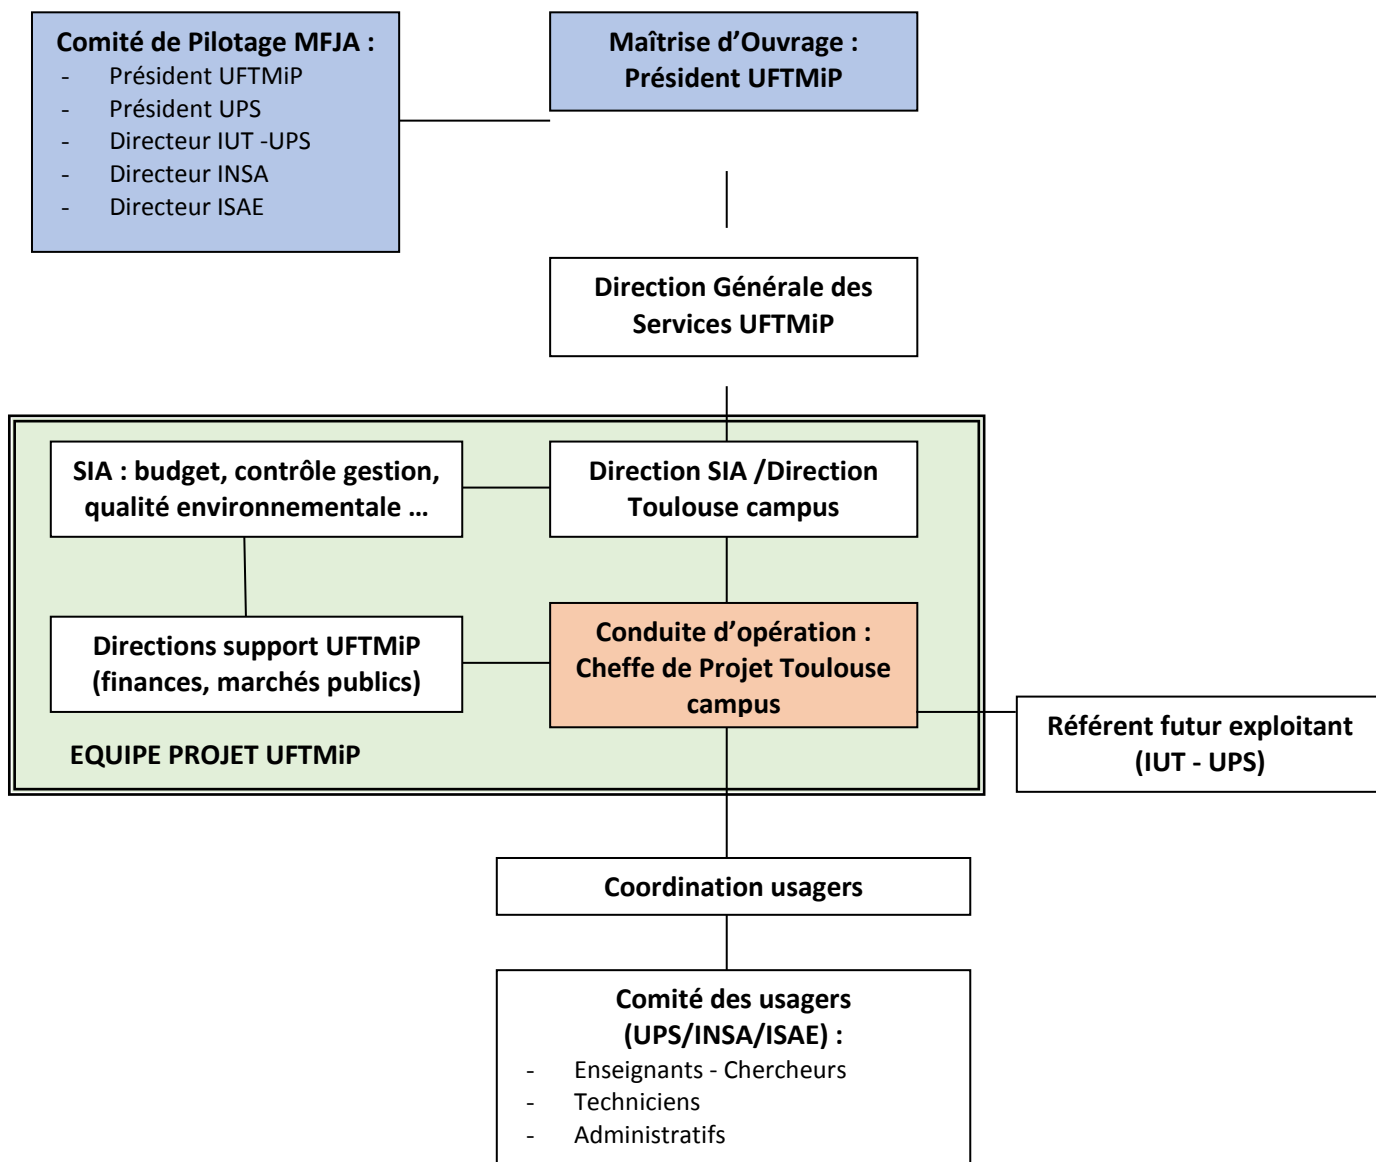 Comité de Pilotage MFJA :
- Président UFTMiP
- Président UPS
- Directeur IUT -UPS
- Directeur INSA
- Directeur ISAE
Maîtrise d’Ouvrage :
Président UFTMiP
Direction Générale des
Services UFTMiP
SIA : budget, contrôle gestion,
qualité environnementale …
Direction SIA /Direction
Toulouse campus
Directions support UFTMiP
(finances, marchés publics)
Conduite d’opération :
Cheffe de Projet Toulouse
campus
EQUIPE PROJET UFTMiP
Référent futur exploitant
(IUT - UPS)
Coordination usagers
Comité des usagers
(UPS/INSA/ISAE) :
- Enseignants - Chercheurs
- Techniciens
- Administratifs